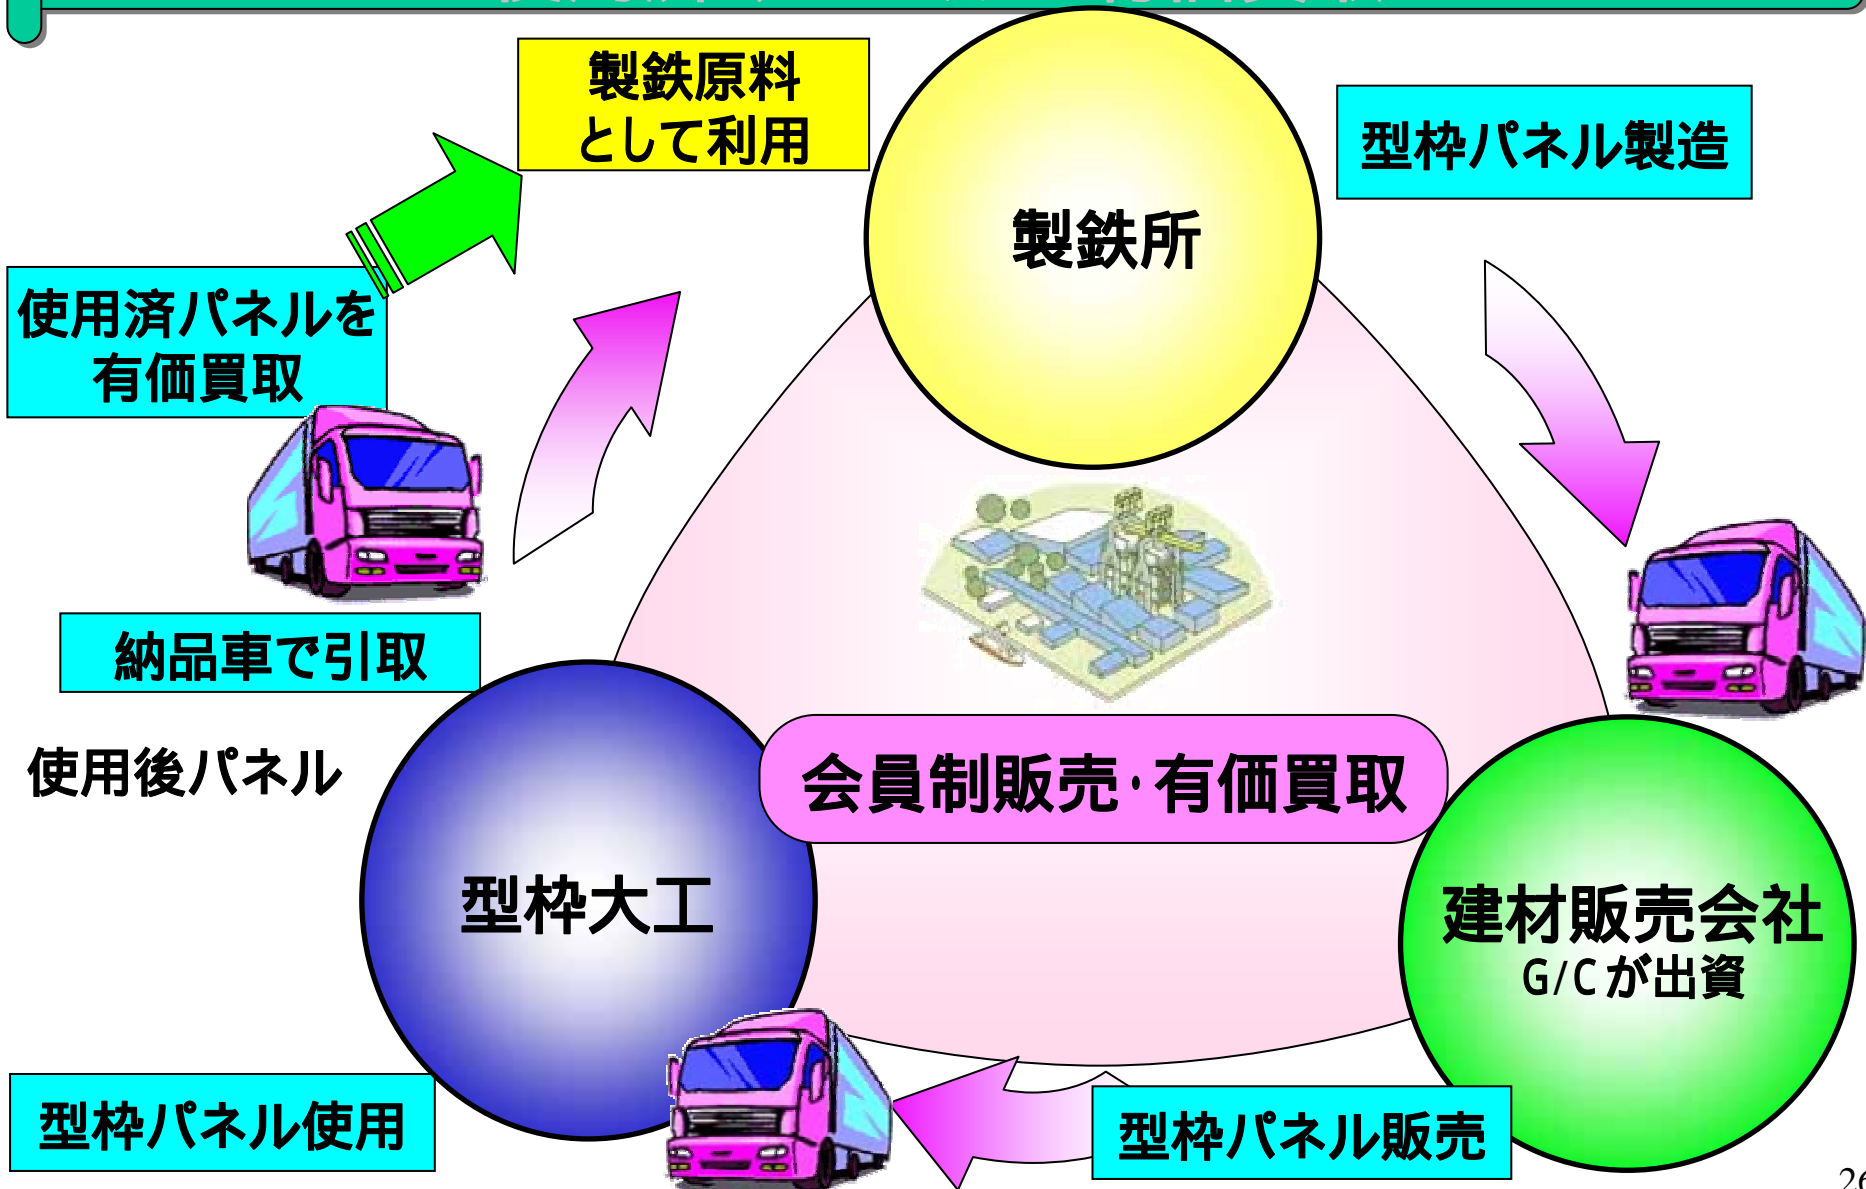 製鉄原料
として利用
製鉄所
型枠パネル製造
使用済パネルを
有価買取
納品車で引取
使用後パネル
会員制販売・有価買取
型枠大工
建材販売会社
G/Cが出資
型枠パネル使用
型枠パネル販売
26